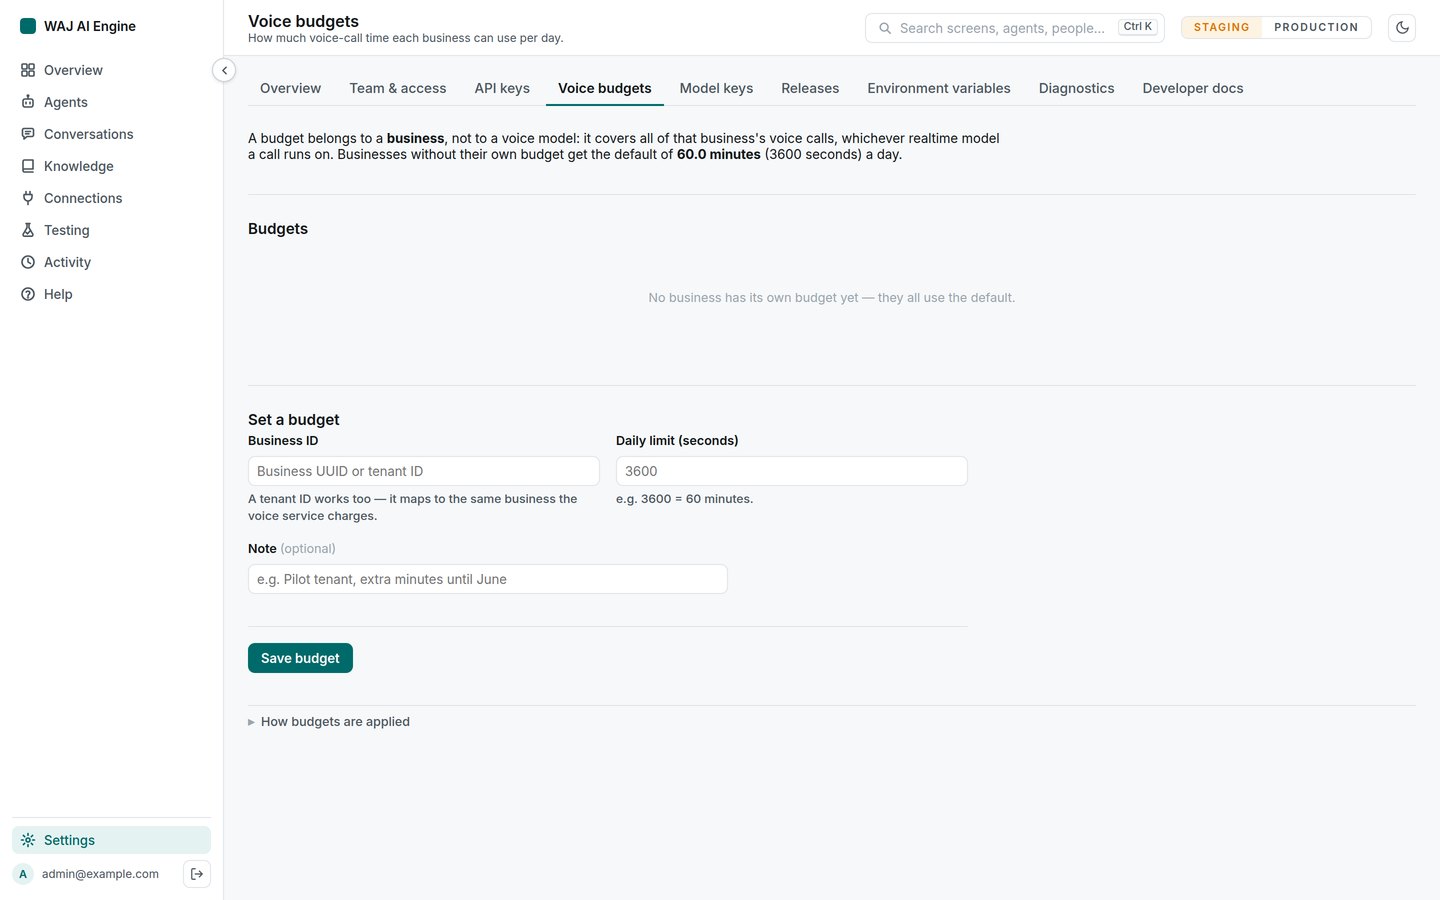 WAJ AI Engine
Overview
Agents
Conversations
Knowledge
Connections
Testing
Activity
Help
Settings
A admin@example.com
Voice budgets
How much voice-call time each business can use per day.
Search screens, agents, people... Ctrl K
STAGING PRODUCTION
Overview Team & access API keys Voice budgets Model keys Releases Environment variables Diagnostics Developer docs
A budget belongs to a business, not to a voice model: it covers all of that business's voice calls, whichever realtime model
a call runs on. Businesses without their own budget get the default of 60.0 minutes (3600 seconds) a day.
Budgets
No business has its own budget yet — they all use the default.
Set a budget
Business ID
Business UUID or tenant ID
A tenant ID works too — it maps to the same business the
voice service charges.
Daily limit (seconds)
3600
e.g. 3600 = 60 minutes.
Note (optional)
e.g. Pilot tenant, extra minutes until June
Save budget
How budgets are applied